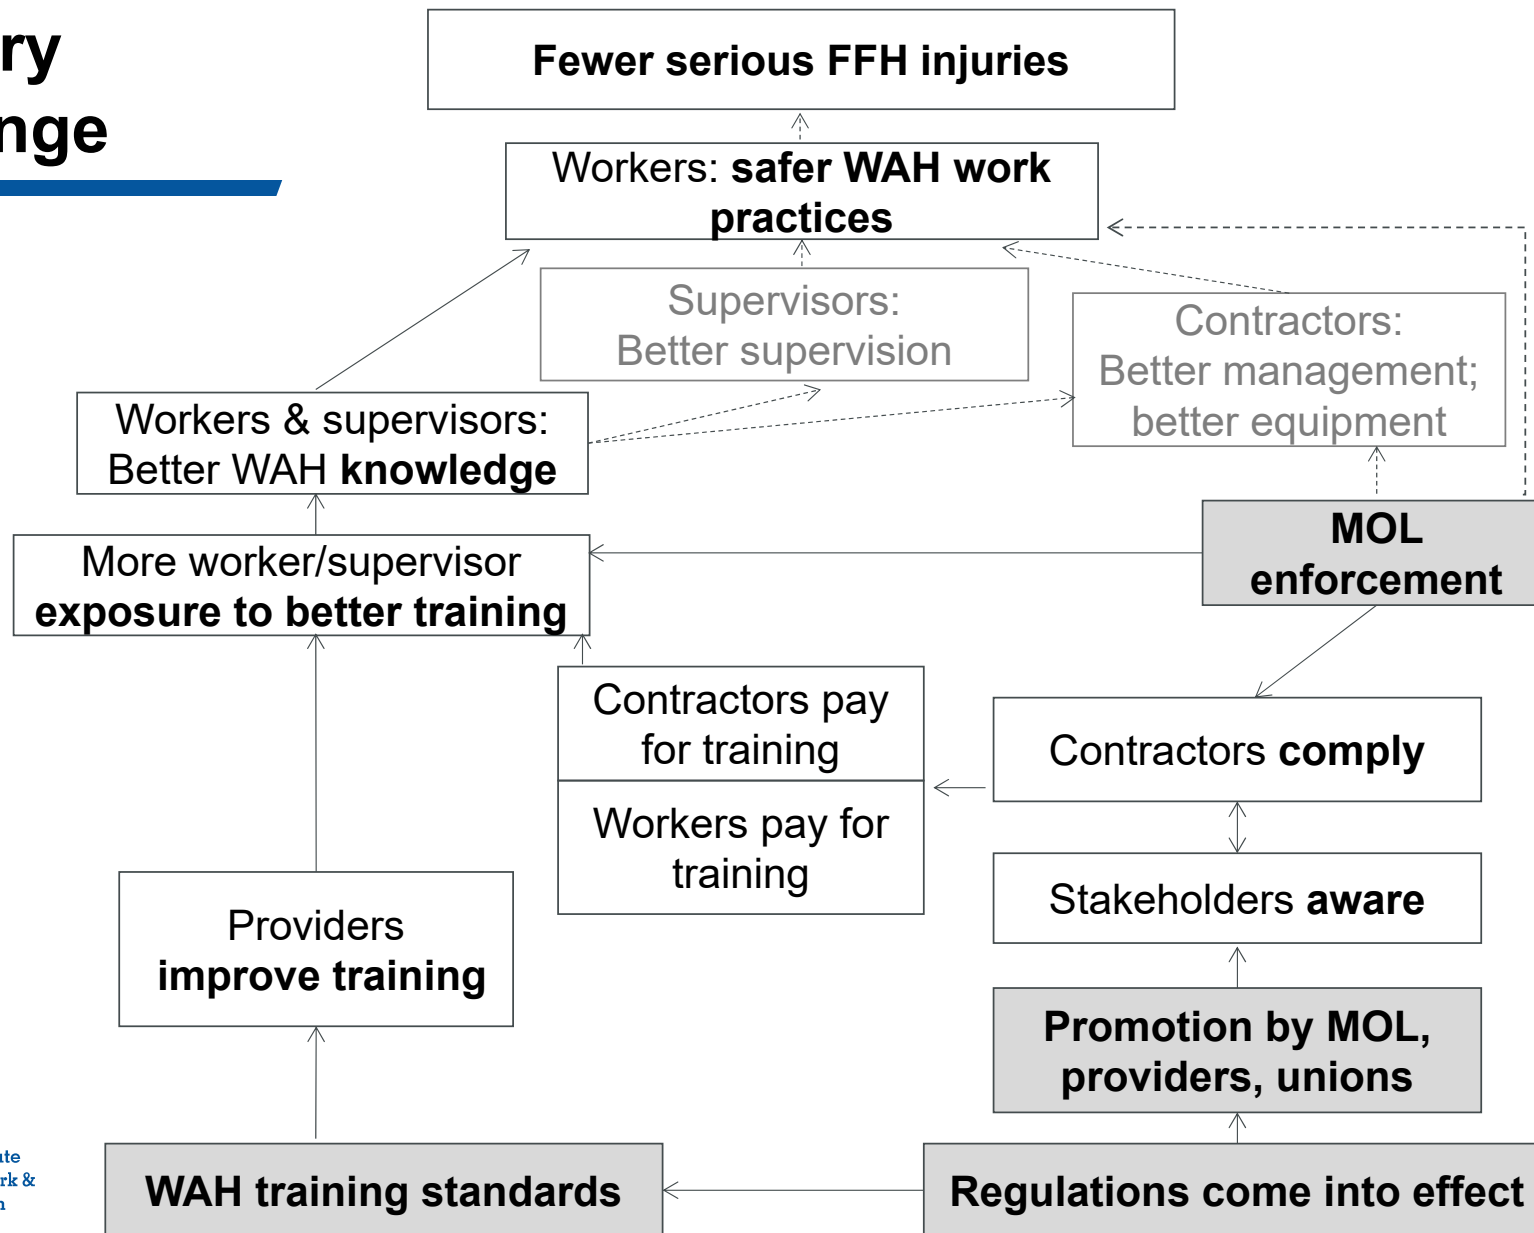 ry
nge
Fewer serious FFH injuries
Workers: safer WAH work
practices
Supervisors:
Better supervision
Contractors:
Better management;
better equipment
Workers & supervisors:
Better WAH knowledge
MOL
enforcement
More worker/supervisor
exposure to better training
Contractors pay
for training
Contractors comply
Workers pay for
training
Stakeholders aware
Providers
improve training
Promotion by MOL,
providers, unions
WAH training standards
Regulations come into effect
ute
rk &
n